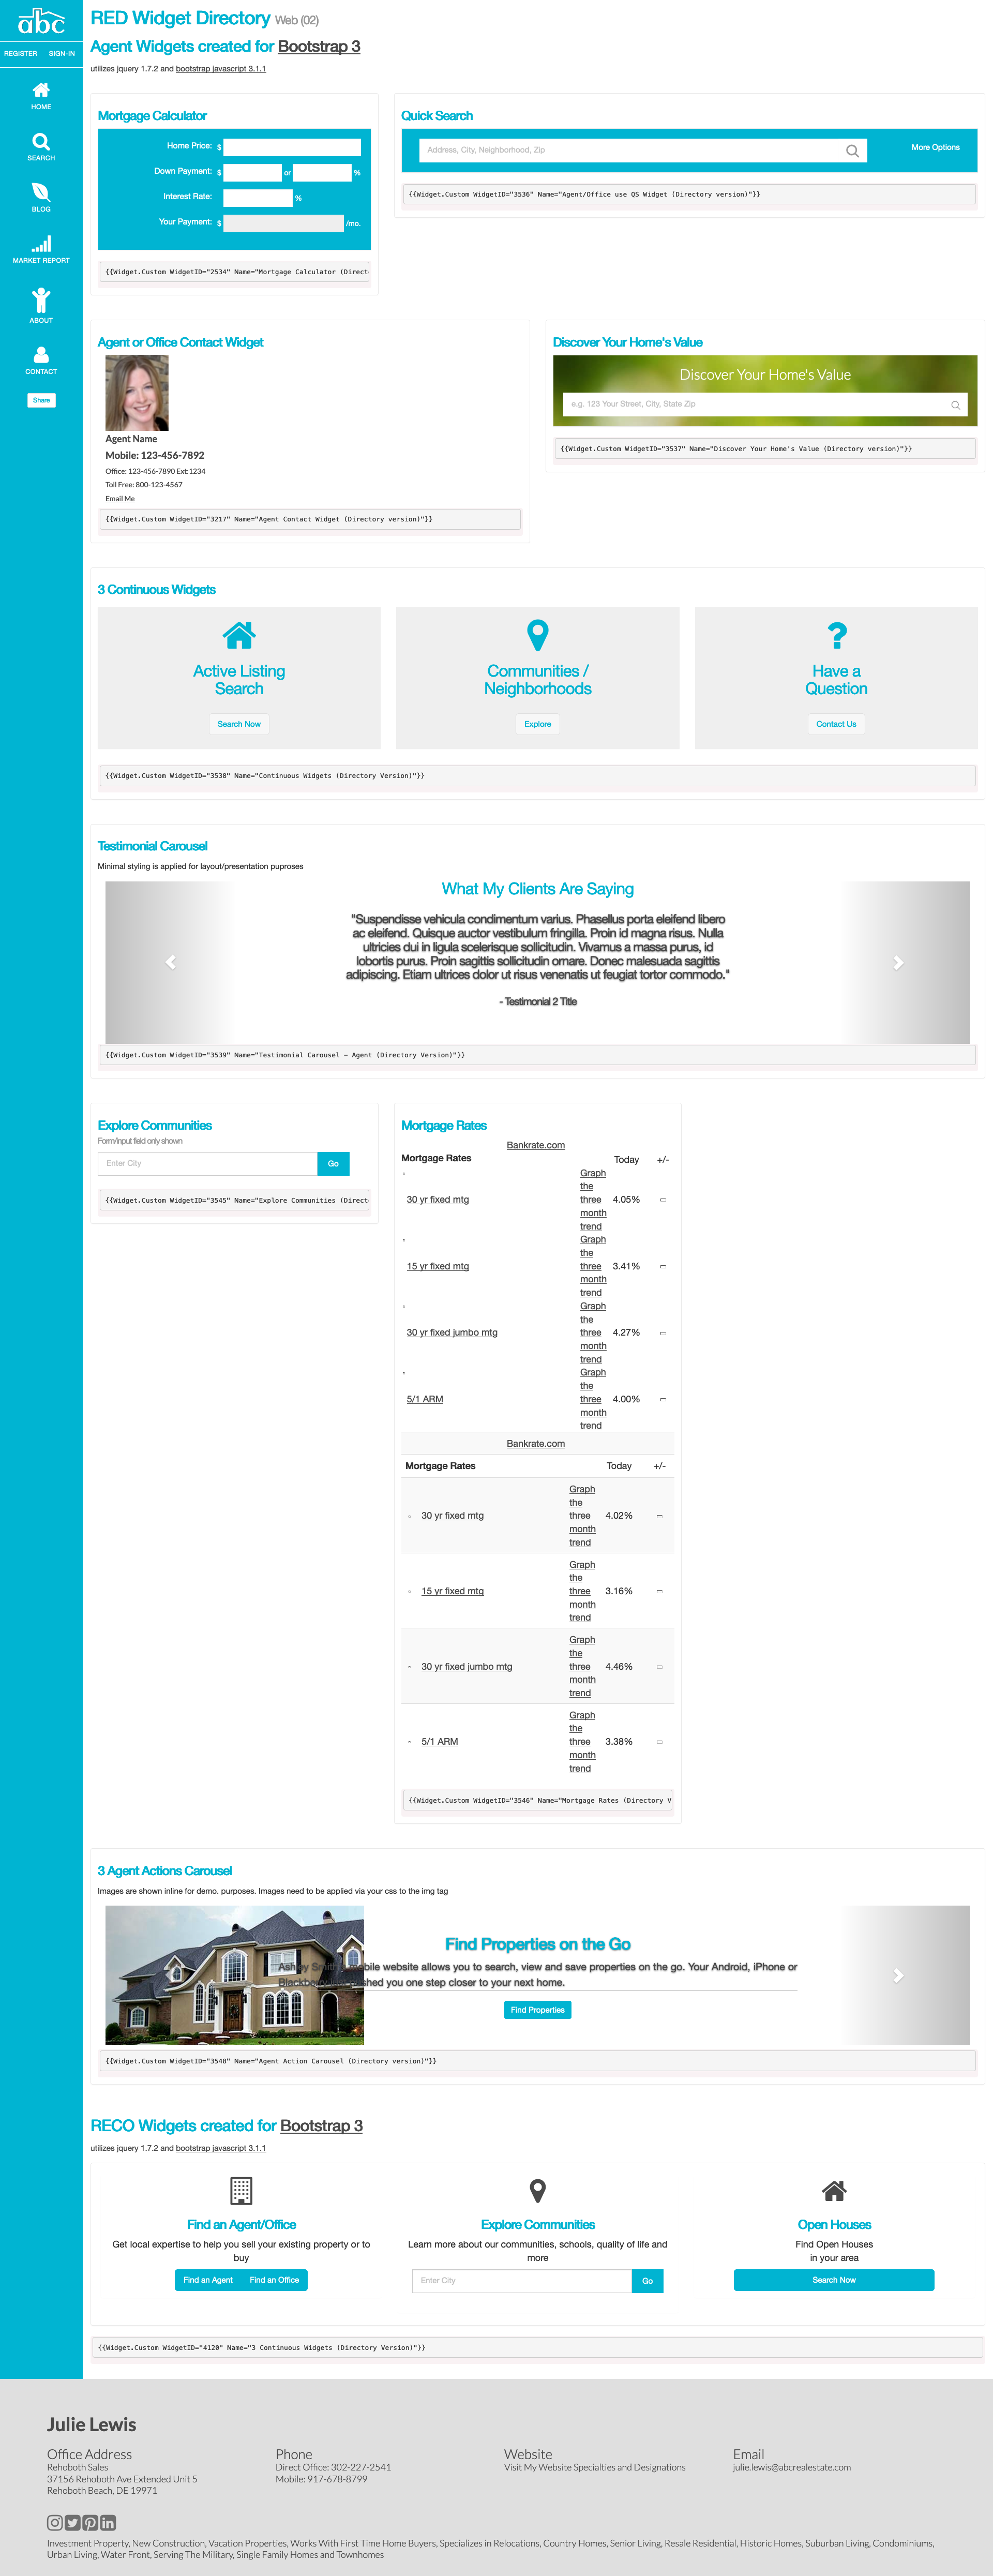 abc
REGISTER SIGN-IN
HOME
SEARCH
BLOG
MARKET REPORT
ABOUT
CONTACT
Share
RED Widget Directory Web (02)
Agent Widgets created for Bootstrap 3
utilizes jquery 1.7.2 and bootstrap javascript 3.1.1
Mortgage Calculator
Home Price: $
Down Payment: $ or %
Interest Rate: %
Your Payment: $ /mo.
{{Widget.Custom WidgetID="2534" Name="Mortgage Calculator (Direct
Quick Search
Address, City, Neighborhood, Zip
More Options
{{Widget.Custom WidgetID="3536" Name="Agent/Office use QS Widget (Directory version)"}}
Agent or Office Contact Widget
Agent Name
Mobile: 123-456-7892
Office: 123-456-7890 Ext:1234
Toll Free: 800-123-4567
Email Me
{{Widget.Custom WidgetID="3217" Name="Agent Contact Widget (Directory version)"}}
Discover Your Home's Value
Discover Your Home's Value
e.g. 123 Your Street, City, State Zip
{{Widget.Custom WidgetID="3537" Name="Discover Your Home's Value (Directory version)"}}
3 Continuous Widgets
Active Listing
Search
Search Now
Communities /
Neighborhoods
Explore
Have a
Question
Contact Us
{{Widget.Custom WidgetID="3538" Name="Continuous Widgets (Directory Version)"}}
Testimonial Carousel
Minimal styling is applied for layout/presentation puproses
What My Clients Are Saying
"Suspendisse vehicula condimentum varius. Phasellus porta eleifend libero
ac eleifend. Quisque auctor vestibulum fringilla. Proin id magna risus. Nulla
ultricies dui in ligula scelerisque sollicitudin. Vivamus a massa purus, id
lobortis purus. Proin sagittis sollicitudin ornare. Donec malesuada sagittis
adipiscing. Etiam ultrices dolor ut risus venenatis ut feugiat tortor commodo."
- Testimonial 2 Title
{{Widget.Custom WidgetID="3539" Name="Testimonial Carousel - Agent (Directory Version)"}}
Explore Communities
Form/Input field only shown
Enter City
Go
{{Widget.Custom WidgetID="3545" Name="Explore Communities (Direct
Mortgage Rates
Bankrate.com
Mortgage Rates Today +/-
Graph
the
30 yr fixed mtg three 4.05%
month
trend
Graph
the
15 yr fixed mtg three 3.41%
month
trend
Graph
the
30 yr fixed jumbo mtg three 4.27%
month
trend
Graph
the
5/1 ARM three 4.00%
month
trend
Bankrate.com
Mortgage Rates Today +/-
Graph
the
30 yr fixed mtg three 4.02%
month
trend
Graph
the
15 yr fixed mtg three 3.16%
month
trend
Graph
the
30 yr fixed jumbo mtg three 4.46%
month
trend
Graph
the
5/1 ARM three 3.38%
month
trend
{{Widget.Custom WidgetID="3546" Name="Mortgage Rates (Directory V
3 Agent Actions Carousel
Images are shown inline for demo. purposes. Images need to be applied via your css to the img tag
Find Properties on the Go
mobile website allows you to search, view and save properties on the go. Your Android, iPhone or
you one step closer to your next home.
Find Properties
{{Widget.Custom WidgetID="3548" Name="Agent Action Carousel (Directory version)"}}
RECO Widgets created for Bootstrap 3
utilizes jquery 1.7.2 and bootstrap javascript 3.1.1
Find an Agent/Office
Get local expertise to help you sell your existing property or to
buy
Find an Agent Find an Office
Explore Communities
Learn more about our communities, schools, quality of life and
more
Enter City
Go
Open Houses
Find Open Houses
in your area
Search Now
{{Widget.Custom WidgetID="4120" Name="3 Continuous Widgets (Directory Version)"}}
Julie Lewis
Office Address
Rehoboth Sales
37156 Rehoboth Ave Extended Unit 5
Rehoboth Beach, DE 19971
Phone
Direct Office: 302-227-2541
Mobile: 917-678-8799
Website
Visit My Website Specialties and Designations
Email
julie.lewis@abcrealestate.com
Investment Property, New Construction, Vacation Properties, Works With First Time Home Buyers, Specializes in Relocations, Country Homes, Senior Living, Resale Residential, Historic Homes, Suburban Living, Condominiums,
Urban Living, Water Front, Serving The Military, Single Family Homes and Townhomes